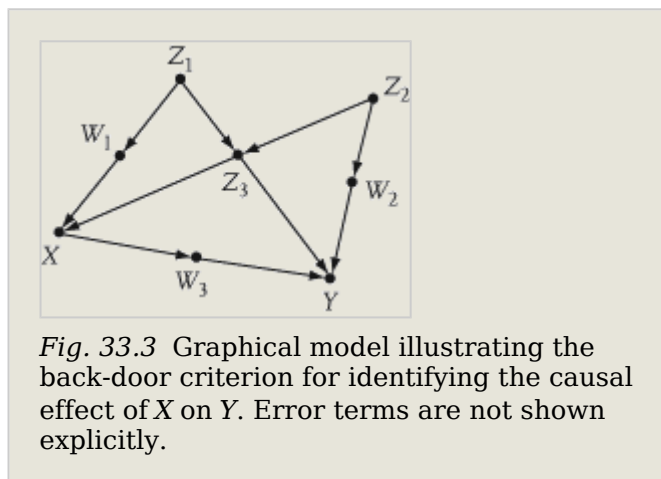 Z1
Z2
W1
Z3
W2
X
W3
Y
Fig. 33.3 Graphical model illustrating the
back-door criterion for identifying the causal
effect of X on Y. Error terms are not shown
explicitly.